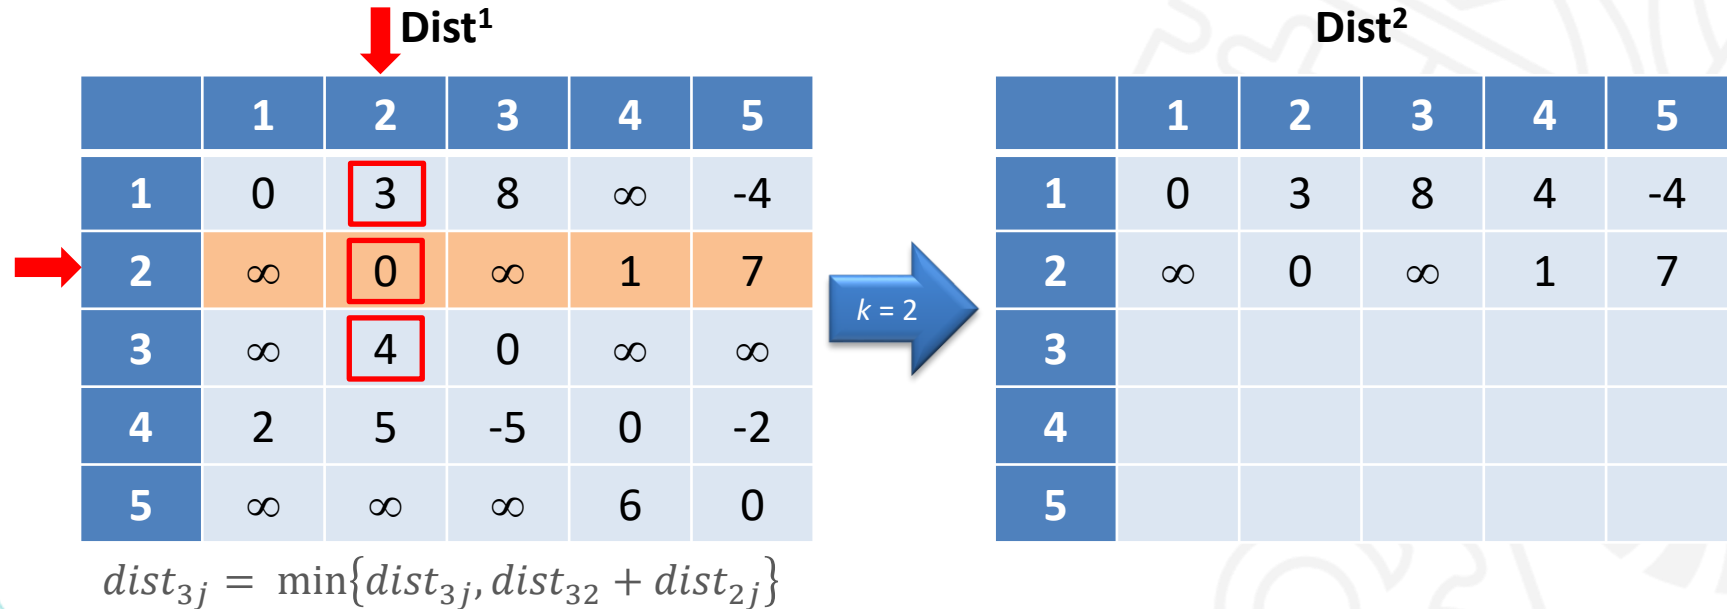 Dist¹ Dist²
1 2 3 4 5 1 2 3 4 5
1 0 3 8 ∞ -4 1 0 3 8 4 -4
2 ∞ 0 ∞ 1 7 2 ∞ 0 ∞ 1 7
k = 2
3 ∞ 4 0 ∞ ∞ 3
4 2 5 -5 0 -2 4
5 ∞ ∞ ∞ 6 0 5
dist₃ⱼ = min{dist₃ⱼ, dist₃₂ + dist₂ⱼ}